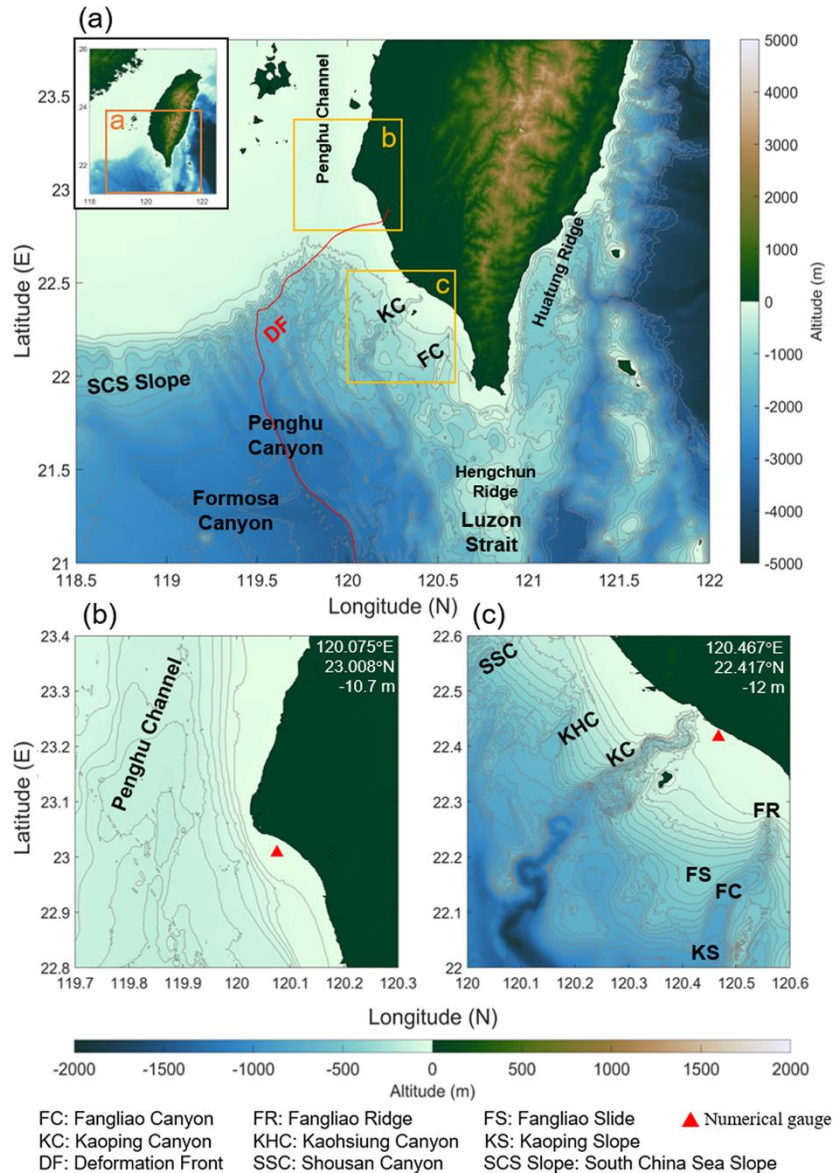 (a)
26
24
22
118
120
122
a
23.5
23
22.5
22
21.5
21
Latitude (E)
118.5
119
119.5
120
120.5
121
121.5
122
Longitude (N)
Penghu Channel
b
c
KC
FC
DF
SCS Slope
Penghu
Canyon
Formosa
Canyon
Hengchun
Ridge
Luzon
Strait
Huatung Ridge
5000
4000
3000
2000
1000
0
-1000
-2000
-3000
-4000
-5000
Altitude (m)
(b)
23.4
23.3
23.2
23.1
23
22.9
22.8
Latitude (E)
119.7
119.8
119.9
120
120.1
120.2
120.3
Penghu Channel
120.075°E
23.008°N
-10.7 m
(c)
22.6
22.5
22.4
22.3
22.2
22.1
22
120
120.1
120.2
120.3
120.4
120.5
120.6
SSC
KHC
KC
FR
FS
FC
KS
120.467°E
22.417°N
-12 m
Longitude (N)
-2000
-1500
-1000
-500
0
500
1000
1500
2000
Altitude (m)
FC: Fangliao Canyon
FR: Fangliao Ridge
FS: Fangliao Slide
Numerical gauge
KC: Kaoping Canyon
KHC: Kaohsiung Canyon
KS: Kaoping Slope
DF: Deformation Front
SSC: Shousan Canyon
SCS Slope: South China Sea Slope